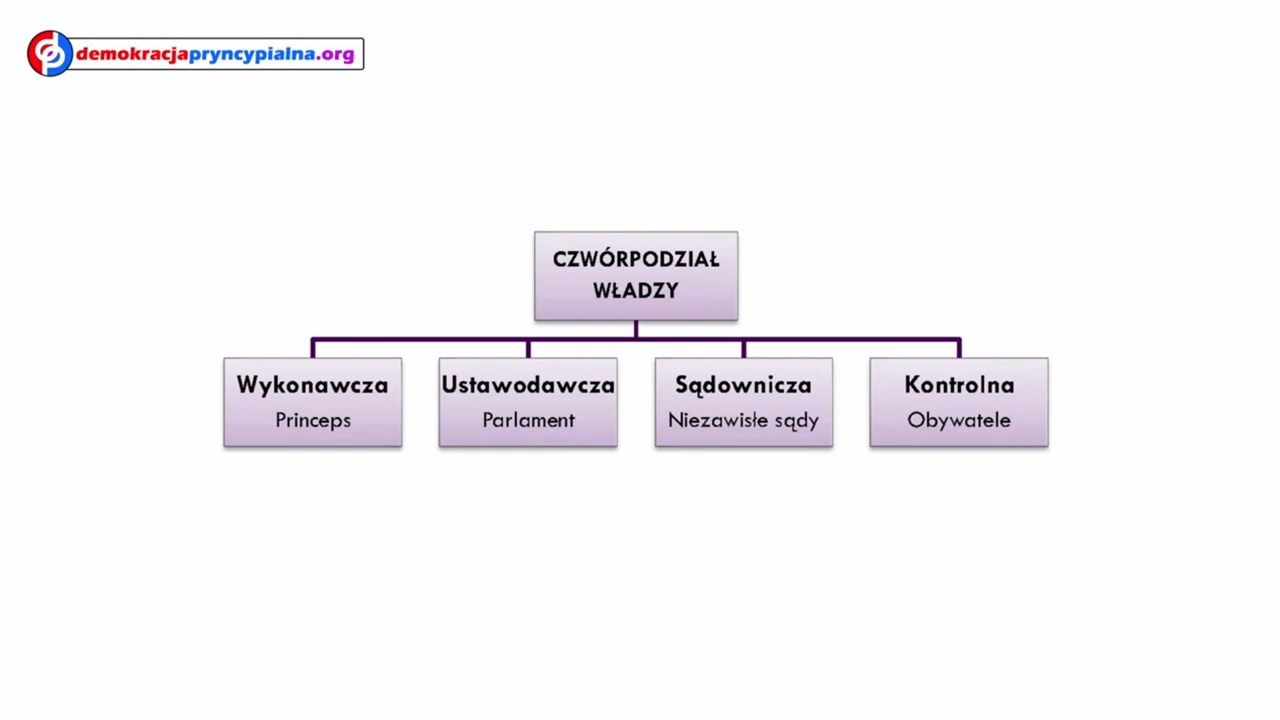 demokracjapryncypialna.org
CZWÓRPODZIAŁ
WŁADZY
Wykonawcza
Princeps
Ustawodawcza
Parlament
Sądownicza
Niezawisłe sądy
Kontrolna
Obywatele